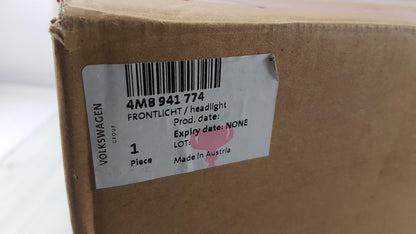 4M8 941 774
FRONTLICHT / headlight
Prod. date:
Expiry date: NONE
LOT:
1
Piece
Made in Austria
VOLKSWAGEN
GROUP